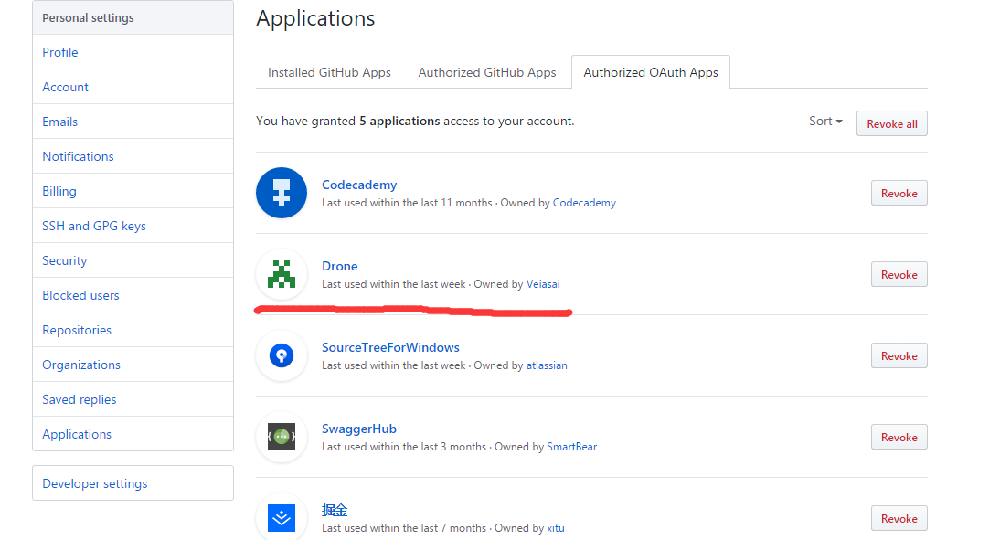 Personal settings
Profile
Account
Emails
Notifications
Billing
SSH and GPG keys
Security
Blocked users
Repositories
Organizations
Saved replies
Applications
Developer settings
Applications
Installed GitHub Apps
Authorized GitHub Apps
Authorized OAuth Apps
You have granted 5 applications access to your account.
Sort
Revoke all
Codecademy
Last used within the last 11 months · Owned by Codecademy
Revoke
Drone
Last used within the last week · Owned by Veiasai
Revoke
SourceTreeForWindows
Last used within the last week · Owned by atlassian
Revoke
SwaggerHub
Last used within the last 3 months · Owned by SmartBear
Revoke
掘金
Last used within the last 7 months · Owned by xitu
Revoke